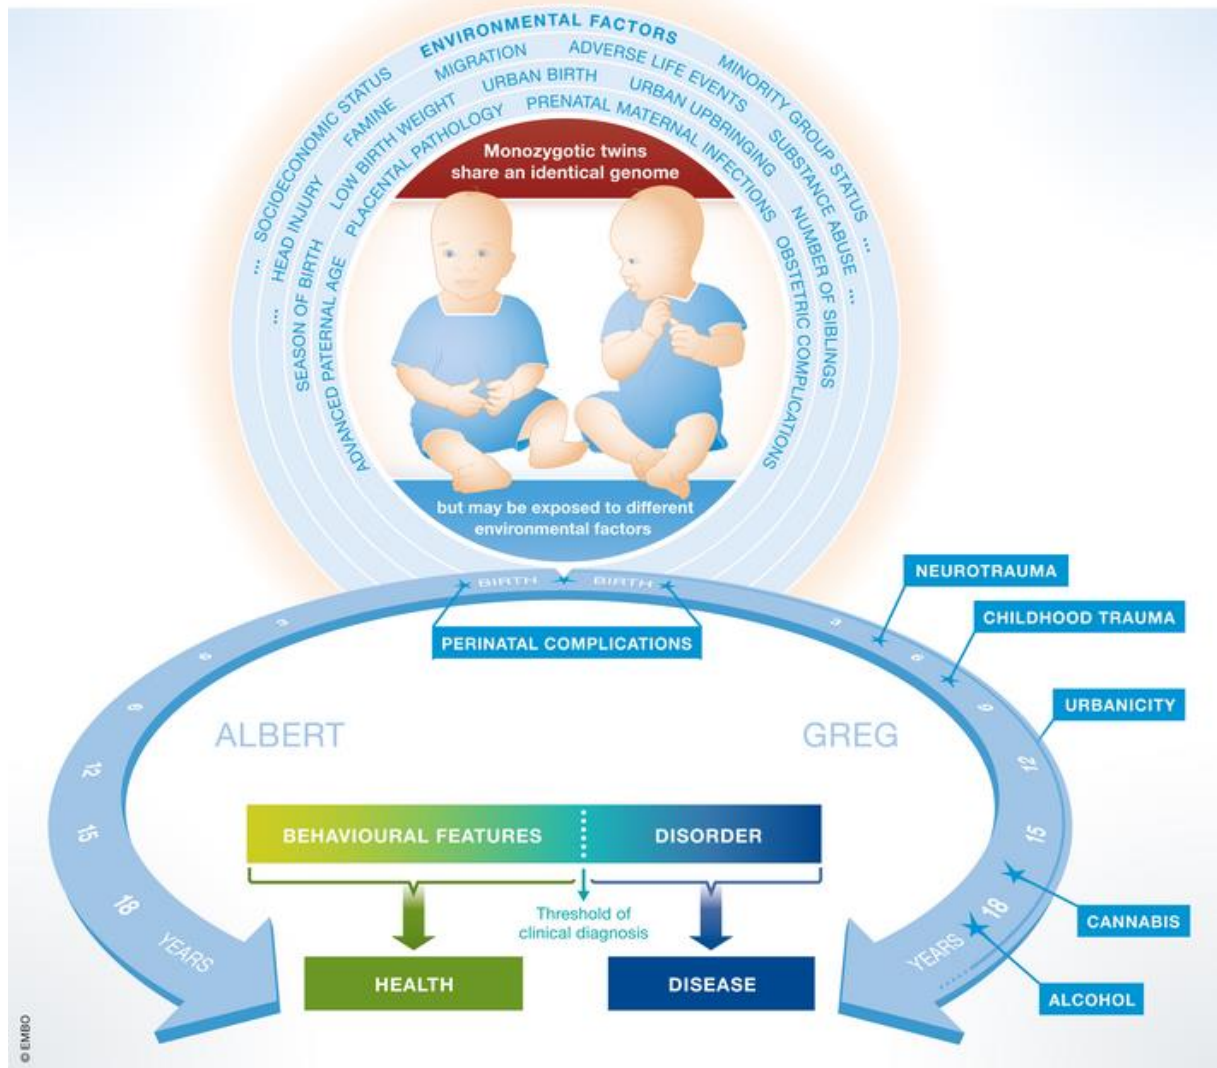 ENVIRONMENTAL FACTORS
... SOCIOECONOMIC STATUS
MIGRATION
ADVERSE LIFE EVENTS
MINORITY GROUP STATUS ...
... HEAD INJURY
FAMINE
URBAN BIRTH
URBAN UPBRINGING
SUBSTANCE ABUSE ...
SEASON OF BIRTH
LOW BIRTH WEIGHT
NUMBER OF SIBLINGS
ADVANCED PATERNAL AGE
PLACENTAL PATHOLOGY
PRENATAL MATERNAL INFECTIONS
OBSTETRIC COMPLICATIONS
Monozygotic twins
share an identical genome
but may be exposed to different
environmental factors
BIRTH BIRTH
PERINATAL COMPLICATIONS
NEUROTRAUMA
CHILDHOOD TRAUMA
URBANICITY
CANNABIS
ALCOHOL
ALBERT
3
6
9
12
15
18
YEARS
GREG
3
6
9
12
15
18
YEARS
BEHAVIOURAL FEATURES
DISORDER
Threshold of
clinical diagnosis
HEALTH
DISEASE
© EMBO